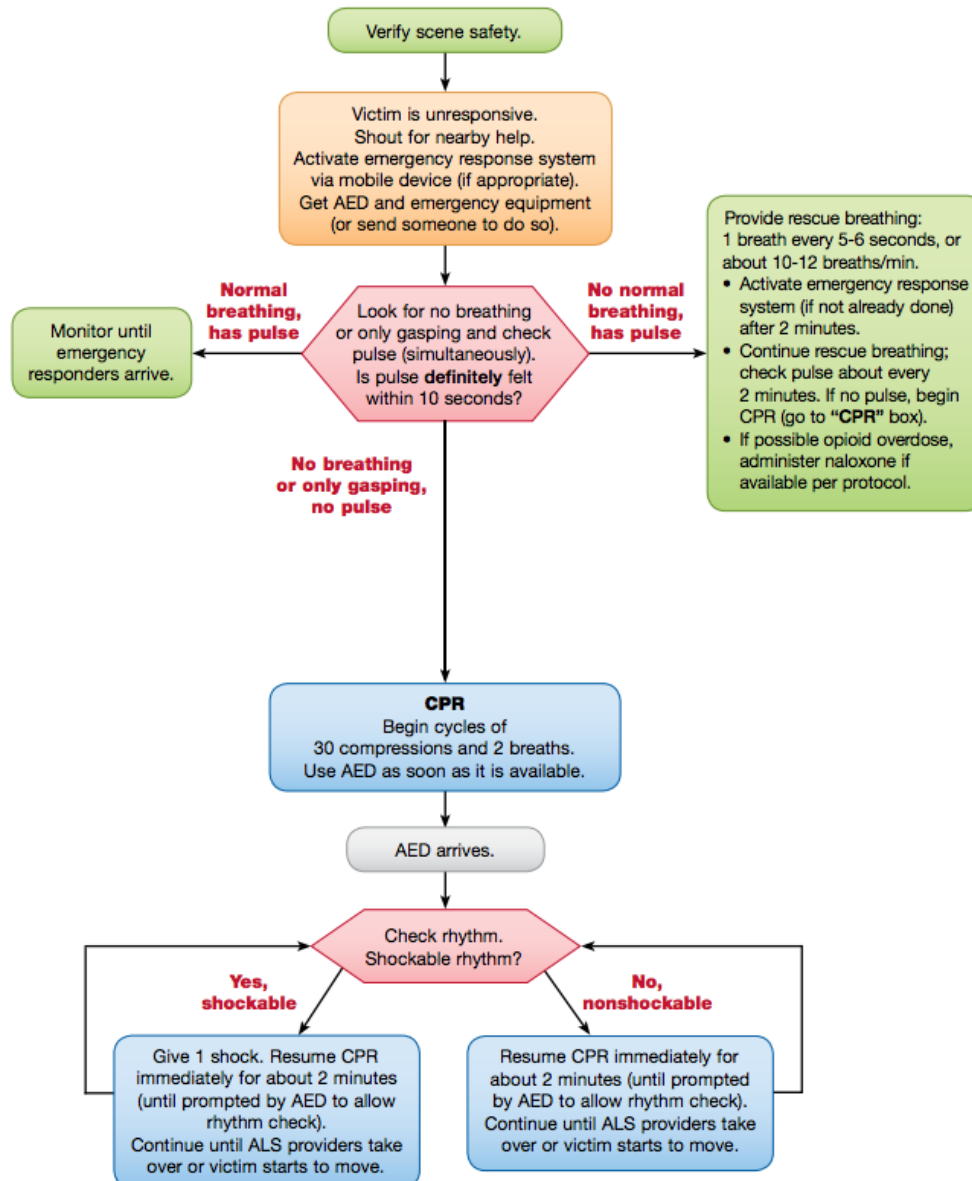 Verify scene safety.
Victim is unresponsive.
Shout for nearby help.
Activate emergency response system
via mobile device (if appropriate).
Get AED and emergency equipment
(or send someone to do so).
Normal
breathing,
has pulse
Look for no breathing
or only gasping and check
pulse (simultaneously).
Is pulse definitely felt
within 10 seconds?
No normal
breathing,
has pulse
Monitor until
emergency
responders arrive.
Provide rescue breathing:
1 breath every 5-6 seconds, or
about 10-12 breaths/min.
• Activate emergency response
system (if not already done)
after 2 minutes.
• Continue rescue breathing;
check pulse about every
2 minutes. If no pulse, begin
CPR (go to “CPR” box).
• If possible opioid overdose,
administer naloxone if
available per protocol.
No breathing
or only gasping,
no pulse
CPR
Begin cycles of
30 compressions and 2 breaths.
Use AED as soon as it is available.
AED arrives.
Check rhythm.
Shockable rhythm?
Yes,
shockable
No,
nonshockable
Give 1 shock. Resume CPR
immediately for about 2 minutes
(until prompted by AED to allow
rhythm check).
Continue until ALS providers take
over or victim starts to move.
Resume CPR immediately for
about 2 minutes (until prompted
by AED to allow rhythm check).
Continue until ALS providers take
over or victim starts to move.